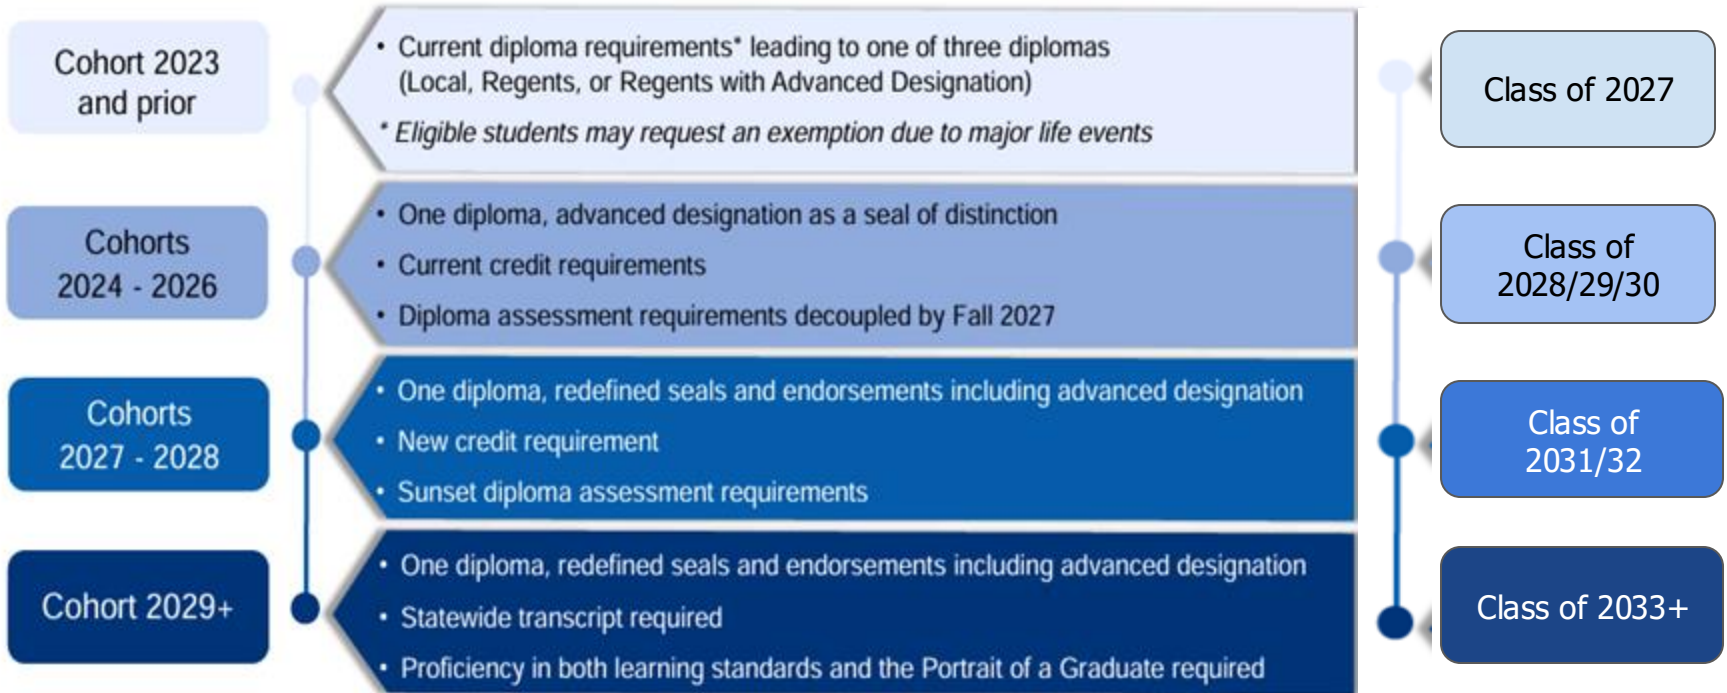 Cohort 2023
and prior
• Current diploma requirements* leading to one of three diplomas
(Local, Regents, or Regents with Advanced Designation)
* Eligible students may request an exemption due to major life events
Class of 2027
Cohorts
2024 - 2026
• One diploma, advanced designation as a seal of distinction
• Current credit requirements
• Diploma assessment requirements decoupled by Fall 2027
Class of
2028/29/30
Cohorts
2027 - 2028
• One diploma, redefined seals and endorsements including advanced designation
• New credit requirement
• Sunset diploma assessment requirements
Class of
2031/32
Cohort 2029+
• One diploma, redefined seals and endorsements including advanced designation
• Statewide transcript required
• Proficiency in both learning standards and the Portrait of a Graduate required
Class of 2033+